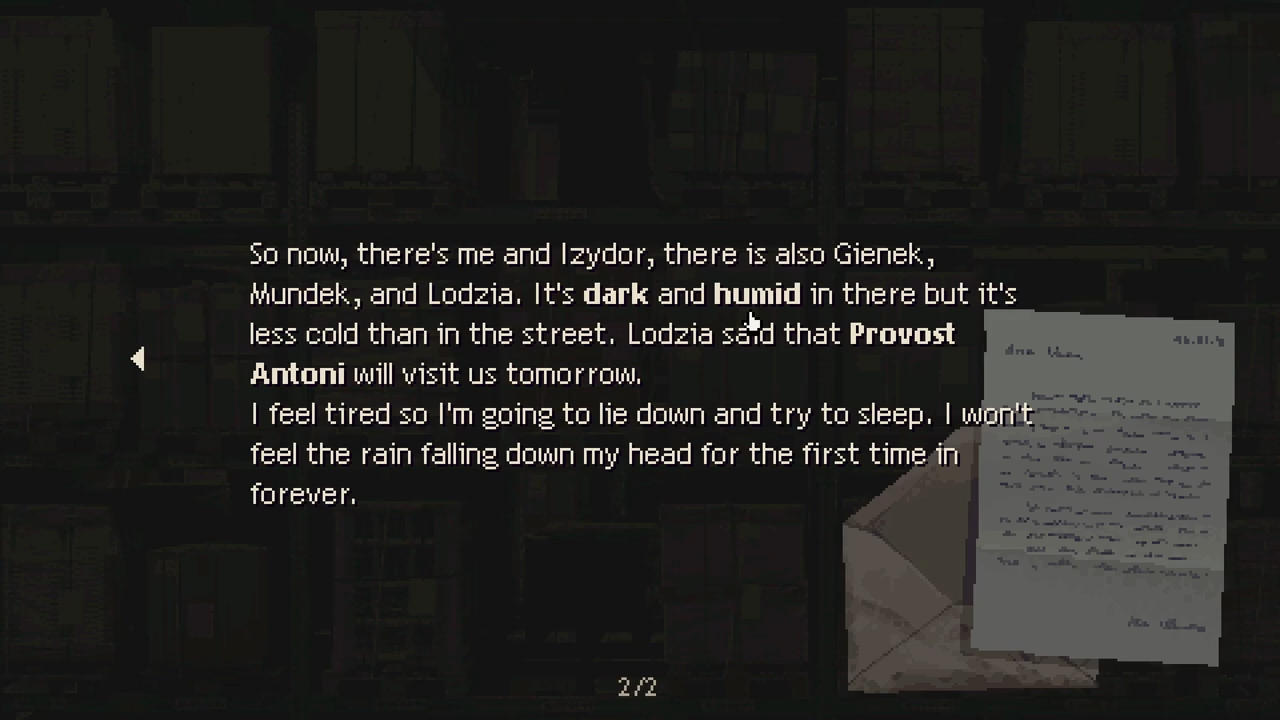 So now, there's me and Izydor, there is also Gienek,
Mundek, and Lodzia. It's dark and humid in there but it's
less cold than in the street. Lodzia said that Provost
Antoni will visit us tomorrow.
I feel tired so I'm going to lie down and try to sleep. I won't
feel the rain falling down my head for the first time in
forever.
2/2